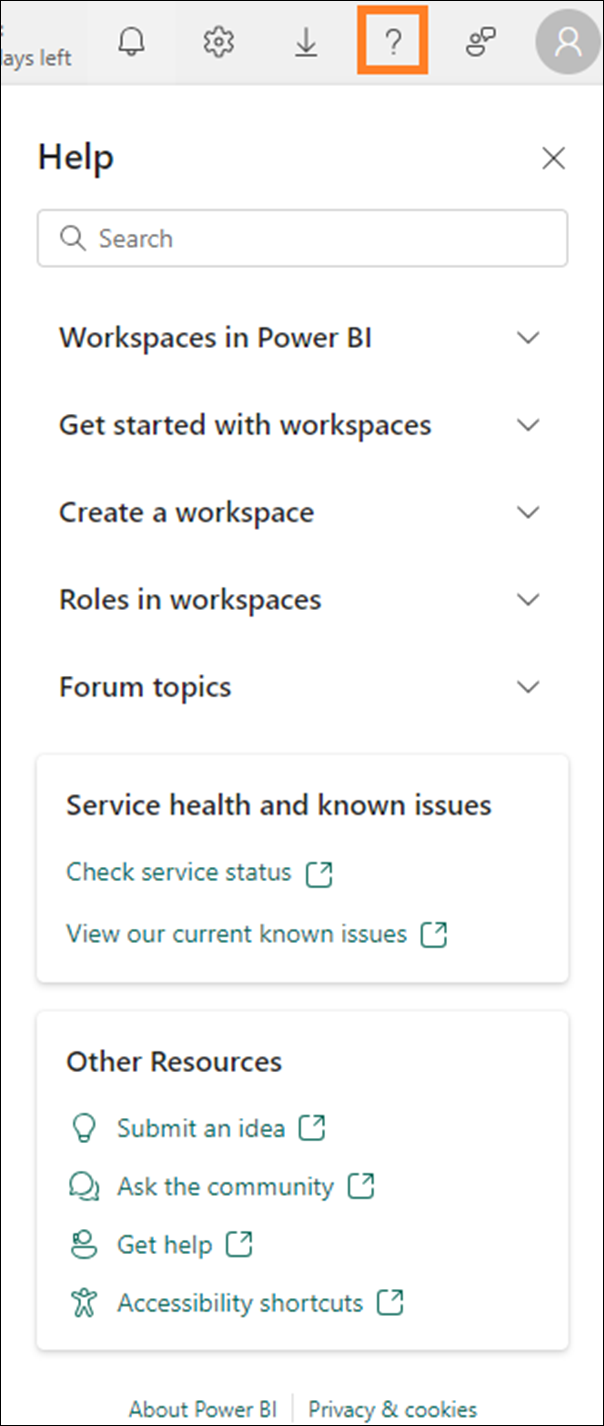 ays left
Help
Search
Workspaces in Power BI
Get started with workspaces
Create a workspace
Roles in workspaces
Forum topics
Service health and known issues
Check service status
View our current known issues
Other Resources
Submit an idea
Ask the community
Get help
Accessibility shortcuts
About Power BI | Privacy & cookies